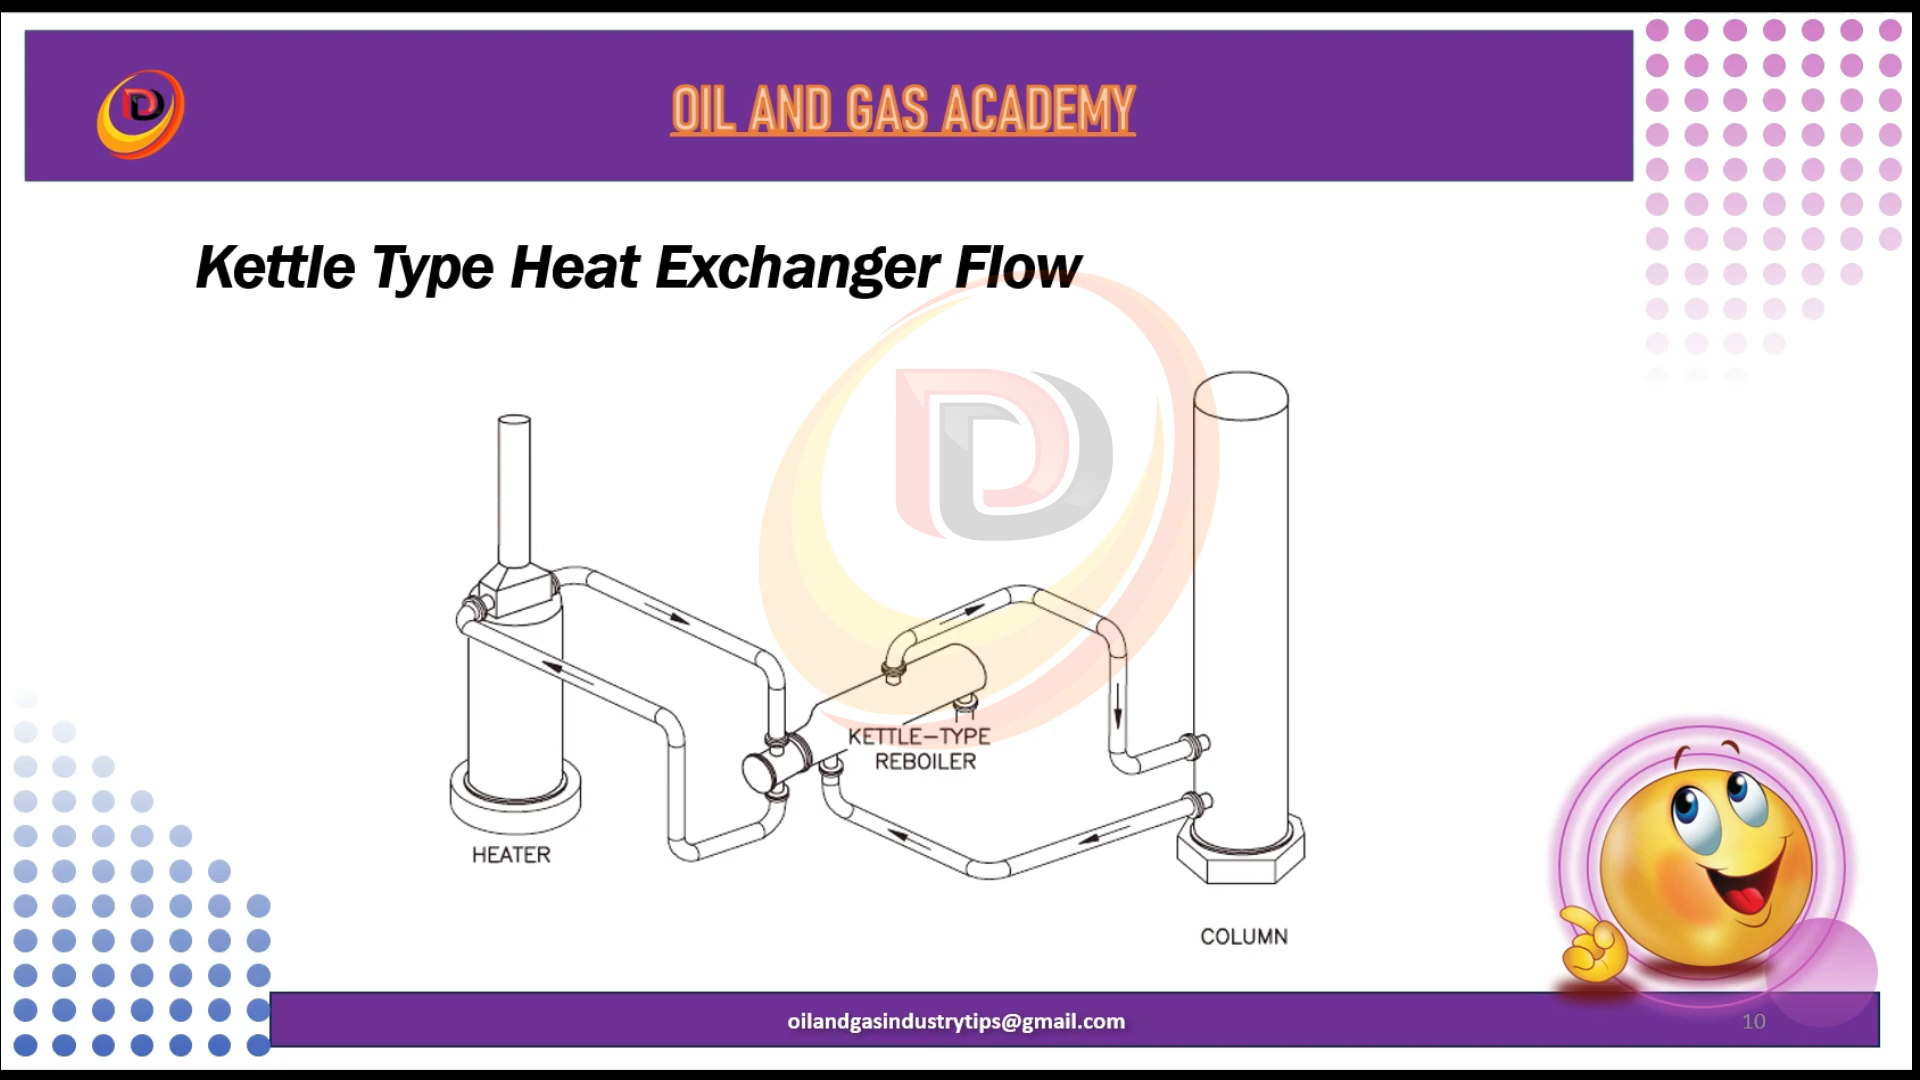 D
OIL AND GAS ACADEMY
Kettle Type Heat Exchanger Flow
KETTLE-TYPE
REBOILER
HEATER
COLUMN
oilandgasindustrytips@gmail.com
10